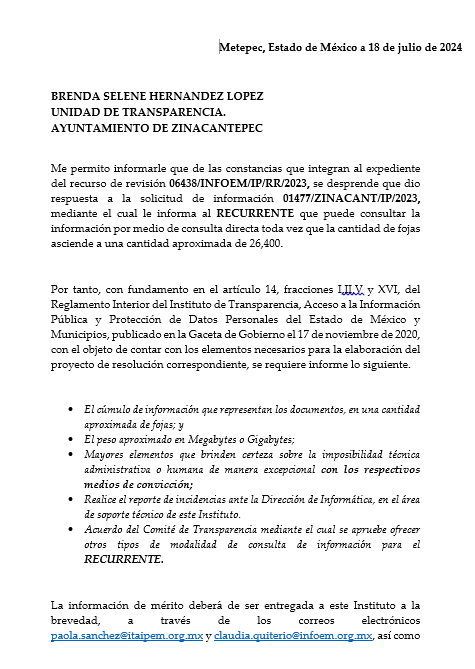 Metepec, Estado de México a 18 de julio de 2024
BRENDA SELENE HERNANDEZ LOPEZ
UNIDAD DE TRANSPARENCIA.
AYUNTAMIENTO DE ZINACANTEPEC
Me permito informarle que de las constancias que integran al expediente
del recurso de revisión 06438/INFOEM/IP/RR/2023, se desprende que dio
respuesta a la solicitud de información 01477/ZINACANT/IP/2023,
mediante el cual le informa al RECURRENTE que puede consultar la
información por medio de consulta directa toda vez que la cantidad de fojas
asciende a una cantidad aproximada de 26,400.
Por tanto, con fundamento en el artículo 14, fracciones I,II,V y XVI, del
Reglamento Interior del Instituto de Transparencia, Acceso a la Información
Pública y Protección de Datos Personales del Estado de México y
Municipios, publicado en la Gaceta de Gobierno el 17 de noviembre de 2020,
con el objeto de contar con los elementos necesarios para la elaboración del
proyecto de resolución correspondiente, se requiere informe lo siguiente.
• El cúmulo de información que representan los documentos, en una cantidad
aproximada de fojas; y
• El peso aproximado en Megabytes o Gigabytes;
• Mayores elementos que brinden certeza sobre la imposibilidad técnica
administrativa o humana de manera excepcional con los respectivos
medios de convicción;
• Realice el reporte de incidencias ante la Dirección de Informática, en el área
de soporte técnico de este Instituto.
• Acuerdo del Comité de Transparencia mediante el cual se apruebe ofrecer
otros tipos de modalidad de consulta de información para el
RECURRENTE.
La información de mérito deberá de ser entregada a este Instituto a la
brevedad, a través de los correos electrónicos
paola.sanchez@itaipem.org.mx y claudia.quiterio@infoem.org.mx, así como